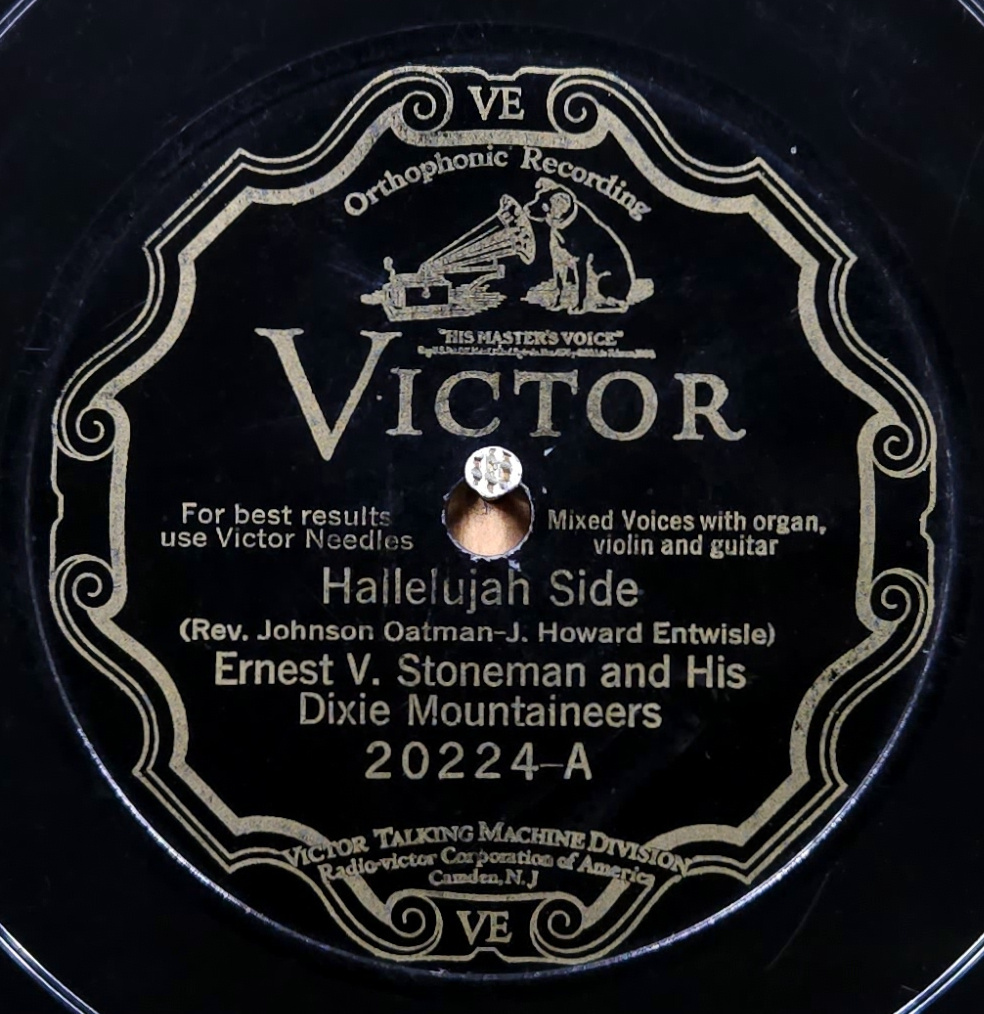 VE
Orthophonic Recording
"HIS MASTER'S VOICE"
VICTOR
For best results
use Victor Needles
Mixed Voices with organ,
violin and guitar
Hallelujah Side
(Rev. Johnson Oatman-J. Howard Entwisle)
Ernest V. Stoneman and His
Dixie Mountaineers
20224-A
VICTOR TALKING MACHINE DIVISION
Radio-victor Corporation of America
Camden, N. J
VE